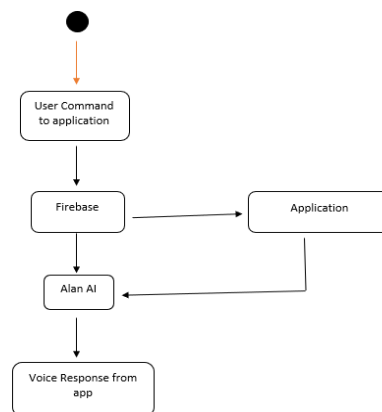 User Command
to application
Firebase
Application
Alan AI
Voice Response from
app